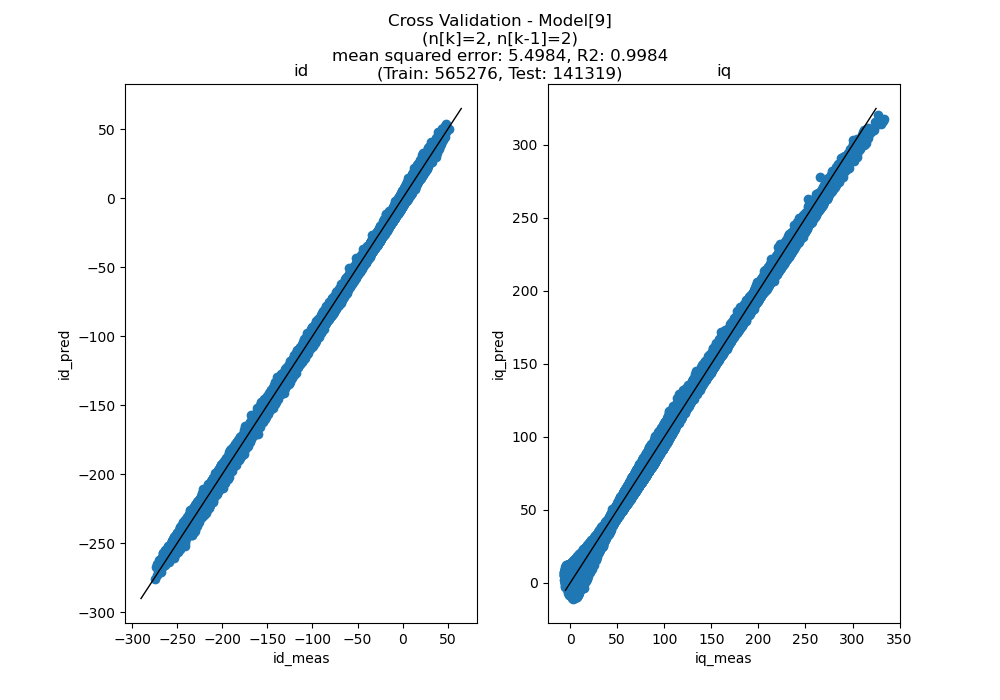 Cross Validation - Model[9]
(n[k]=2, n[k-1]=2)
mean squared error: 5.4984, R2: 0.9984
(Train: 565276, Test: 141319)
id
50
0
−50
−100
−150
−200
−250
−300
id_pred
−300 −250 −200 −150 −100 −50 0 50
id_meas
iq
300
250
200
150
100
50
0
iq_pred
0 50 100 150 200 250 300 350
iq_meas